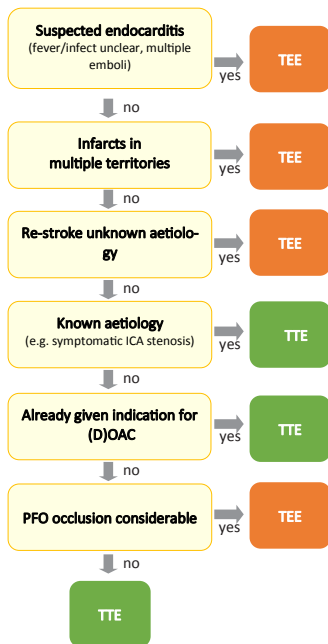 Suspected endocarditis
(fever/infect unclear, multiple
emboli)
yes
TEE
no
Infarcts in
multiple territories
yes
TEE
no
Re-stroke unknown aetiolo-
gy
yes
TEE
no
Known aetiology
(e.g. symptomatic ICA stenosis)
yes
TTE
no
Already given indication for
(D)OAC
yes
TTE
no
PFO occlusion considerable
yes
TEE
no
TTE